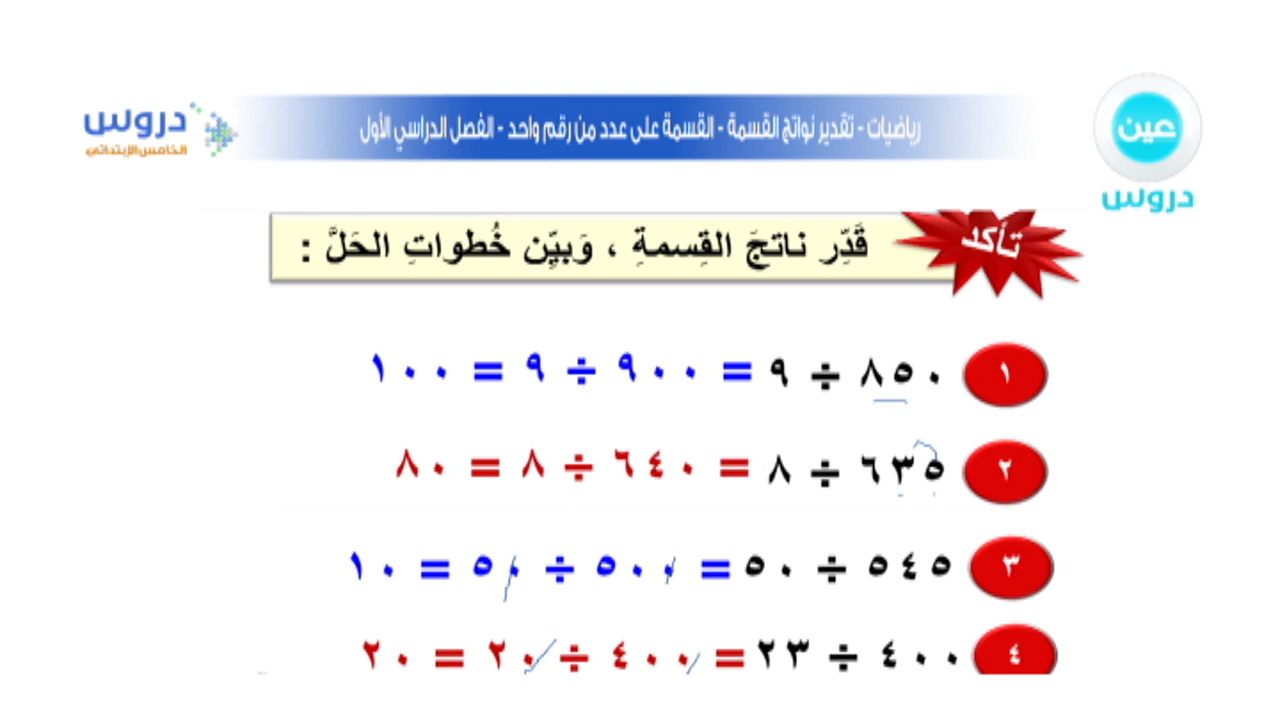 دروس
الخامس الابتدائي
رياضيات - تقدير نواتج القسمة - القسمة على عدد من رقم واحد - الفصل الدراسي الأول
عين
دروس
تأكد
قَدِّر ناتجَ القِسمةِ ، وَبيِّن خُطواتِ الحَلَّ :
١ ٨٥٠ ÷ ٩ = ٩٠٠ ÷ ٩ = ١٠٠
٢ ٦٣٥ ÷ ٨ = ٦٤٠ ÷ ٨ = ٨٠
٣ ٥٤٥ ÷ ٥٠ = ٥٠٠ ÷ ٥٠ = ١٠
٤ ٤٠٠ ÷ ٢٣ = ٤٠٠ ÷ ٢٠ = ٢٠